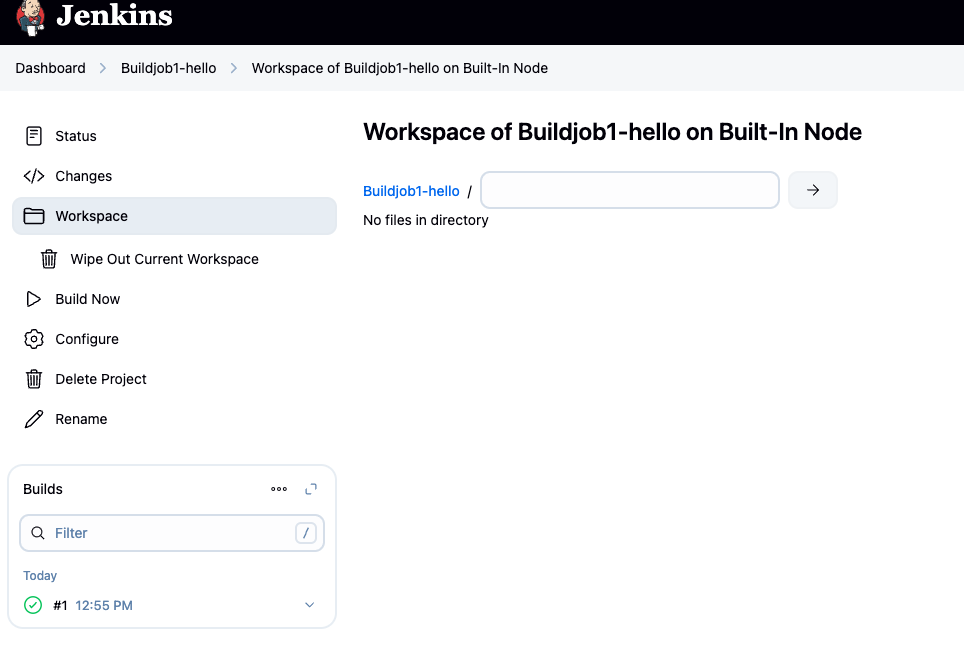 Jenkins
Dashboard > Buildjob1-hello > Workspace of Buildjob1-hello on Built-In Node
Status
Changes
Workspace
Wipe Out Current Workspace
Build Now
Configure
Delete Project
Rename
Builds
Filter /
Today
#1 12:55 PM
Workspace of Buildjob1-hello on Built-In Node
Buildjob1-hello /
No files in directory